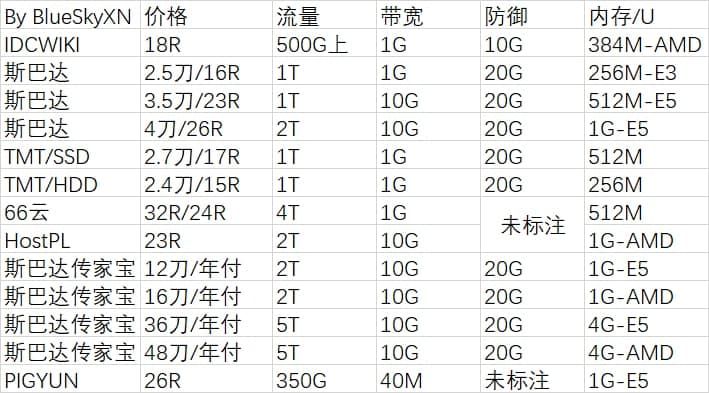 By BlueSkyXN 价格 流量 带宽 防御 内存/U
IDCWIKI 18R 500G上 1G 10G 384M-AMD
斯巴达 2.5刀/16R 1T 1G 20G 256M-E3
斯巴达 3.5刀/23R 1T 10G 20G 512M-E5
斯巴达 4刀/26R 2T 10G 20G 1G-E5
TMT/SSD 2.7刀/17R 1T 1G 20G 512M
TMT/HDD 2.4刀/15R 1T 1G 20G 256M
66云 32R/24R 4T 1G 未标注 512M
HostPL 23R 2T 10G 1G-AMD
斯巴达传家宝 12刀/年付 2T 10G 20G 1G-E5
斯巴达传家宝 16刀/年付 2T 10G 20G 1G-AMD
斯巴达传家宝 36刀/年付 5T 10G 20G 4G-E5
斯巴达传家宝 48刀/年付 5T 10G 20G 4G-AMD
PIGYUN 26R 350G 40M 未标注 1G-E5